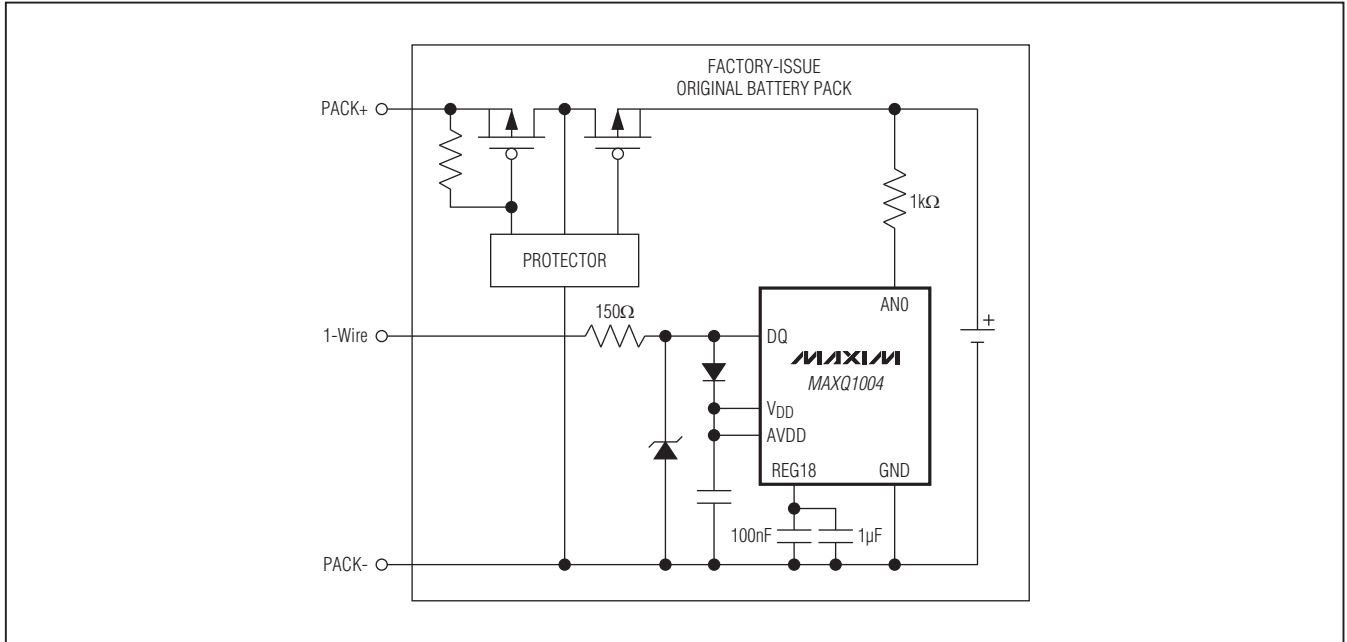 FACTORY-ISSUE
ORIGINAL BATTERY PACK
PACK+
1kΩ
PROTECTOR
AN0
150Ω
1-Wire
DQ
+
MAXIM
MAXQ1004
VDD
AVDD
REG18
GND
100nF
1µF
PACK-